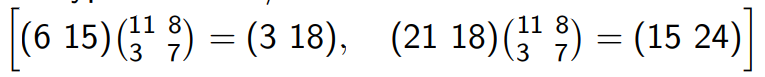 [(6 15)(11 8
3 7) = (3 18), (21 18)(11 8
3 7) = (15 24)]